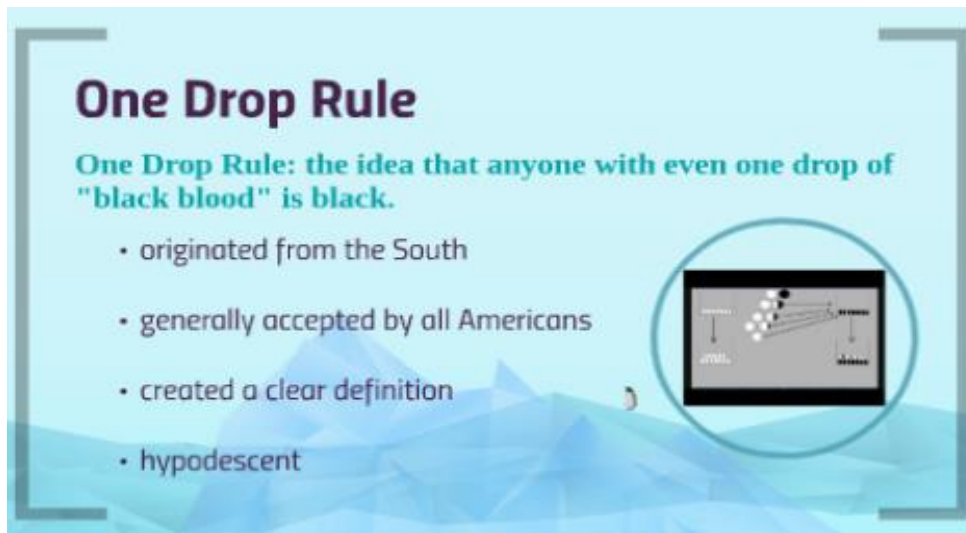 One Drop Rule
One Drop Rule: the idea that anyone with even one drop of
"black blood" is black.
• originated from the South
• generally accepted by all Americans
• created a clear definition
• hypodescent